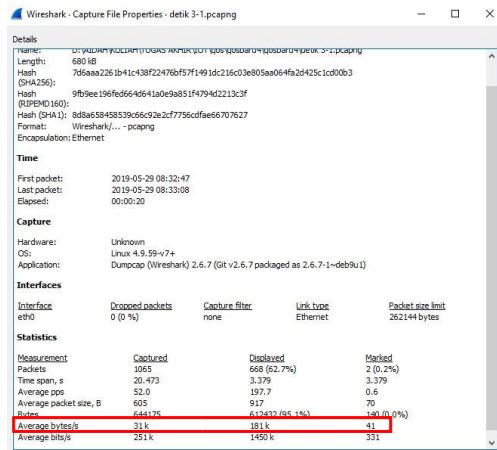 Wireshark · Capture File Properties · detik 3-1.pcapng
Details
Name: D:\AIDAH\KULIAH\TUGAS AKHIR\
Length: 680 kB
Hash (SHA256): 7d6aaa2261b41c438f22476bf57f1491dc216c03e805aa064fa2d425c1cd00b3
Hash (RIPEMD160): 9fb9ee196fed664d641a0e9a851f4794d2213c3f
Hash (SHA1): 8d8a658458539c66c92e2cf7756cdfae66707627
Format: Wireshark/... - pcapng
Encapsulation: Ethernet
Time
First packet: 2019-05-29 08:32:47
Last packet: 2019-05-29 08:33:08
Elapsed: 00:00:20
Capture
Hardware: Unknown
OS: Linux 4.9.59-v7+
Application: Dumpcap (Wireshark) 2.6.7 (Git v2.6.7 packaged as 2.6.7-1~deb9u1)
Interfaces
Interface Dropped packets Capture filter Link type Packet size limit
eth0 0 (0 %) none Ethernet 262144 bytes
Statistics
Measurement Captured Displayed Marked
Packets 1065 668 (62.7%) 2 (0.2%)
Time span, s 20.473 3.379 3.379
Average pps 52.0 197.7 0.6
Average packet size, B 605 917 70
Bytes 644175 612432 (95.1%) 140 (0.0%)
Average bytes/s 31 k 181 k 41
Average bits/s 251 k 1450 k 331